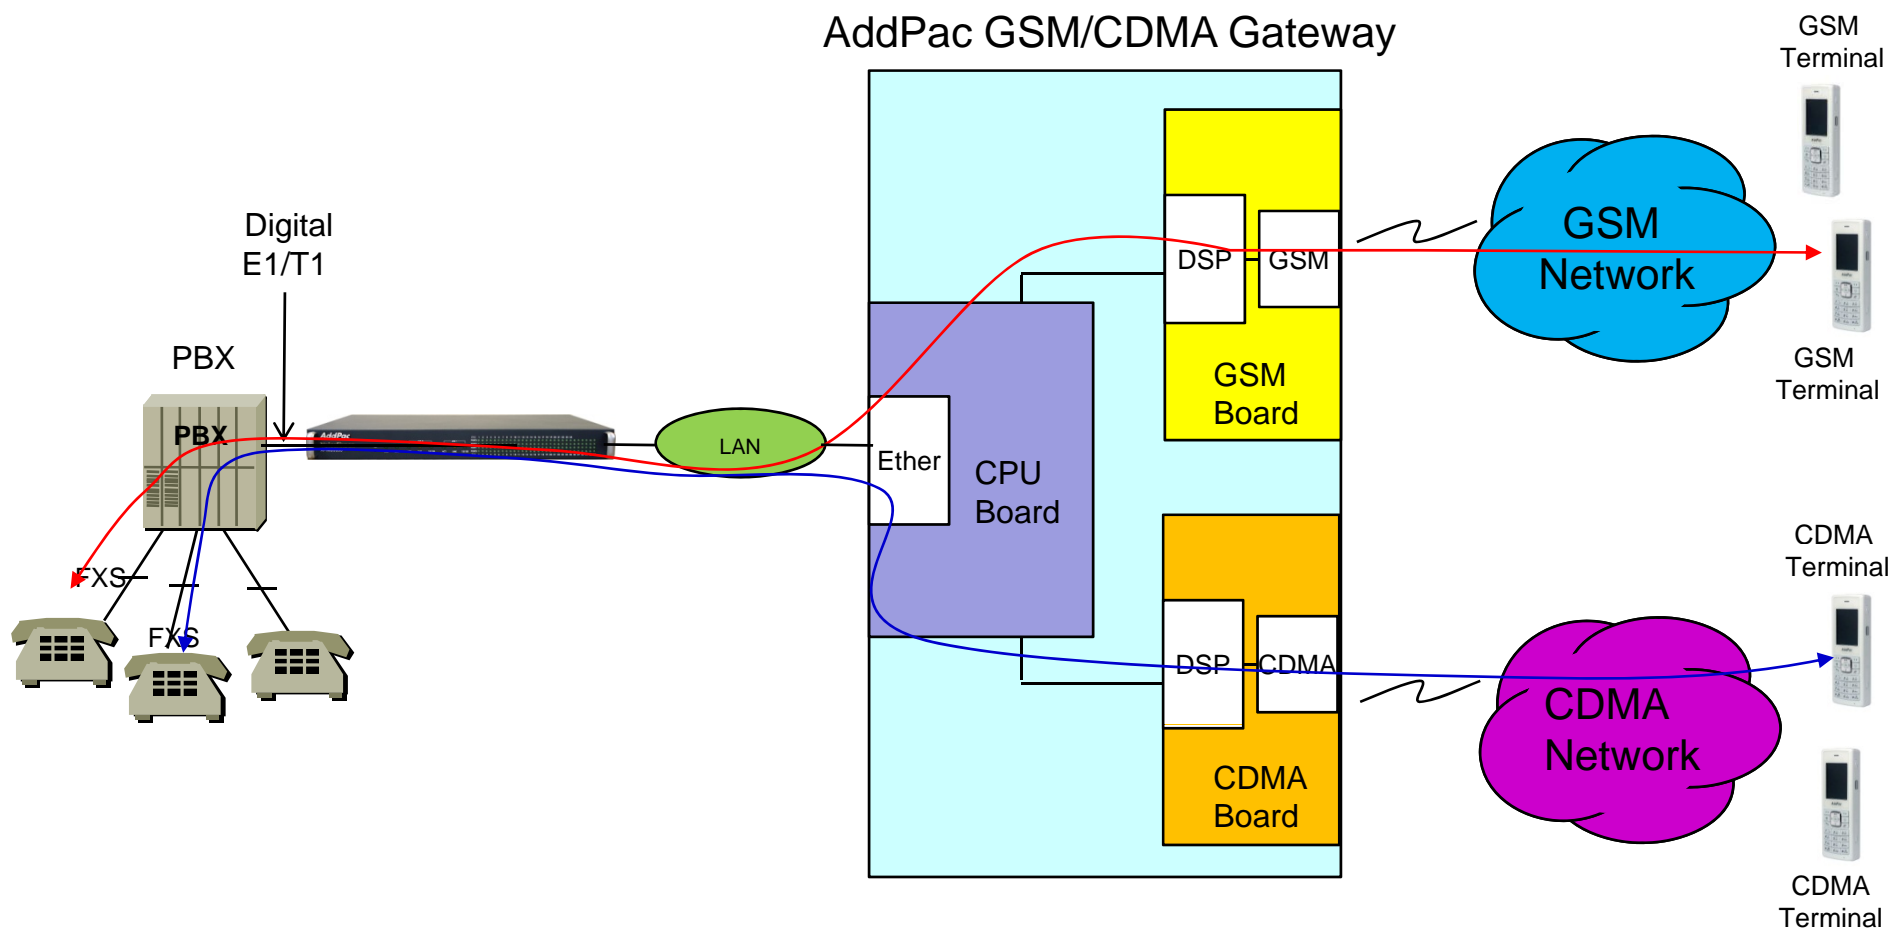 AddPac GSM/CDMA Gateway
GSM
Terminal
Digital
E1/T1
GSM
Network
DSP
GSM
PBX
GSM
Terminal
GSM
Board
PBX
AddPac
LAN
Ether
CPU
Board
CDMA
Terminal
FXS
FXS
DSP
CDMA
CDMA
Network
CDMA
Board
CDMA
Terminal